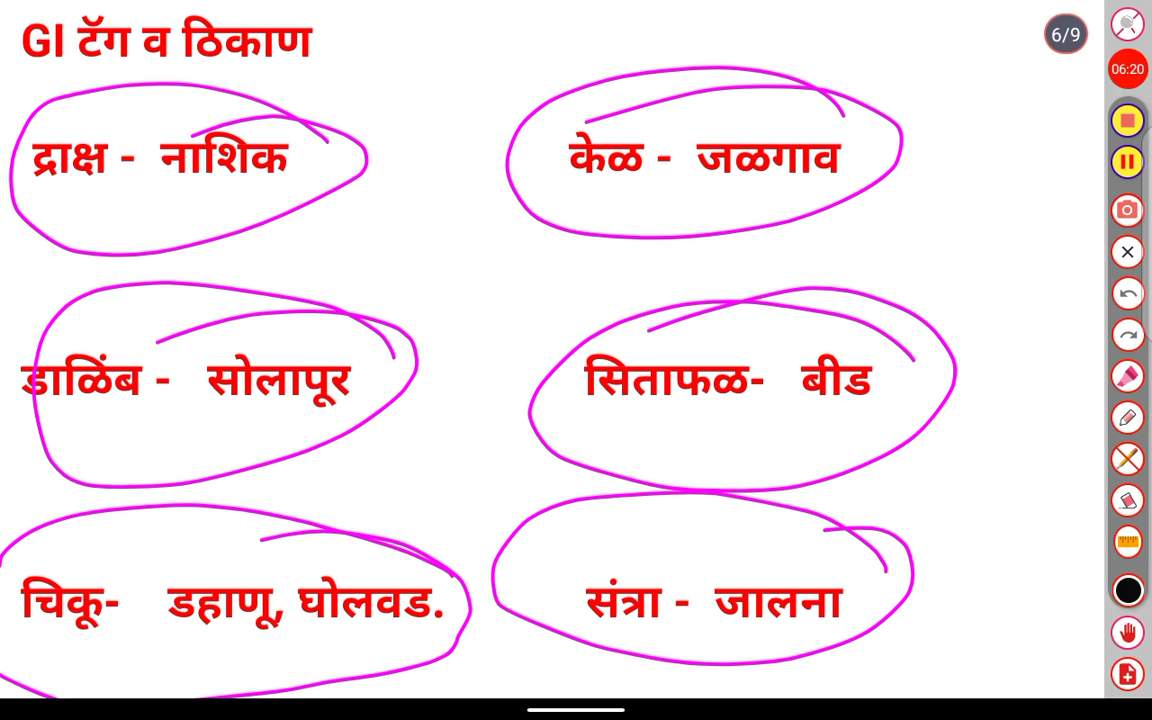 GI टॅग व ठिकाण
6/9
06:20
द्राक्ष - नाशिक
केळ - जळगाव
डाळिंब - सोलापूर
सिताफळ- बीड
चिकू- डहाणू, घोलवड.
संत्रा - जालना